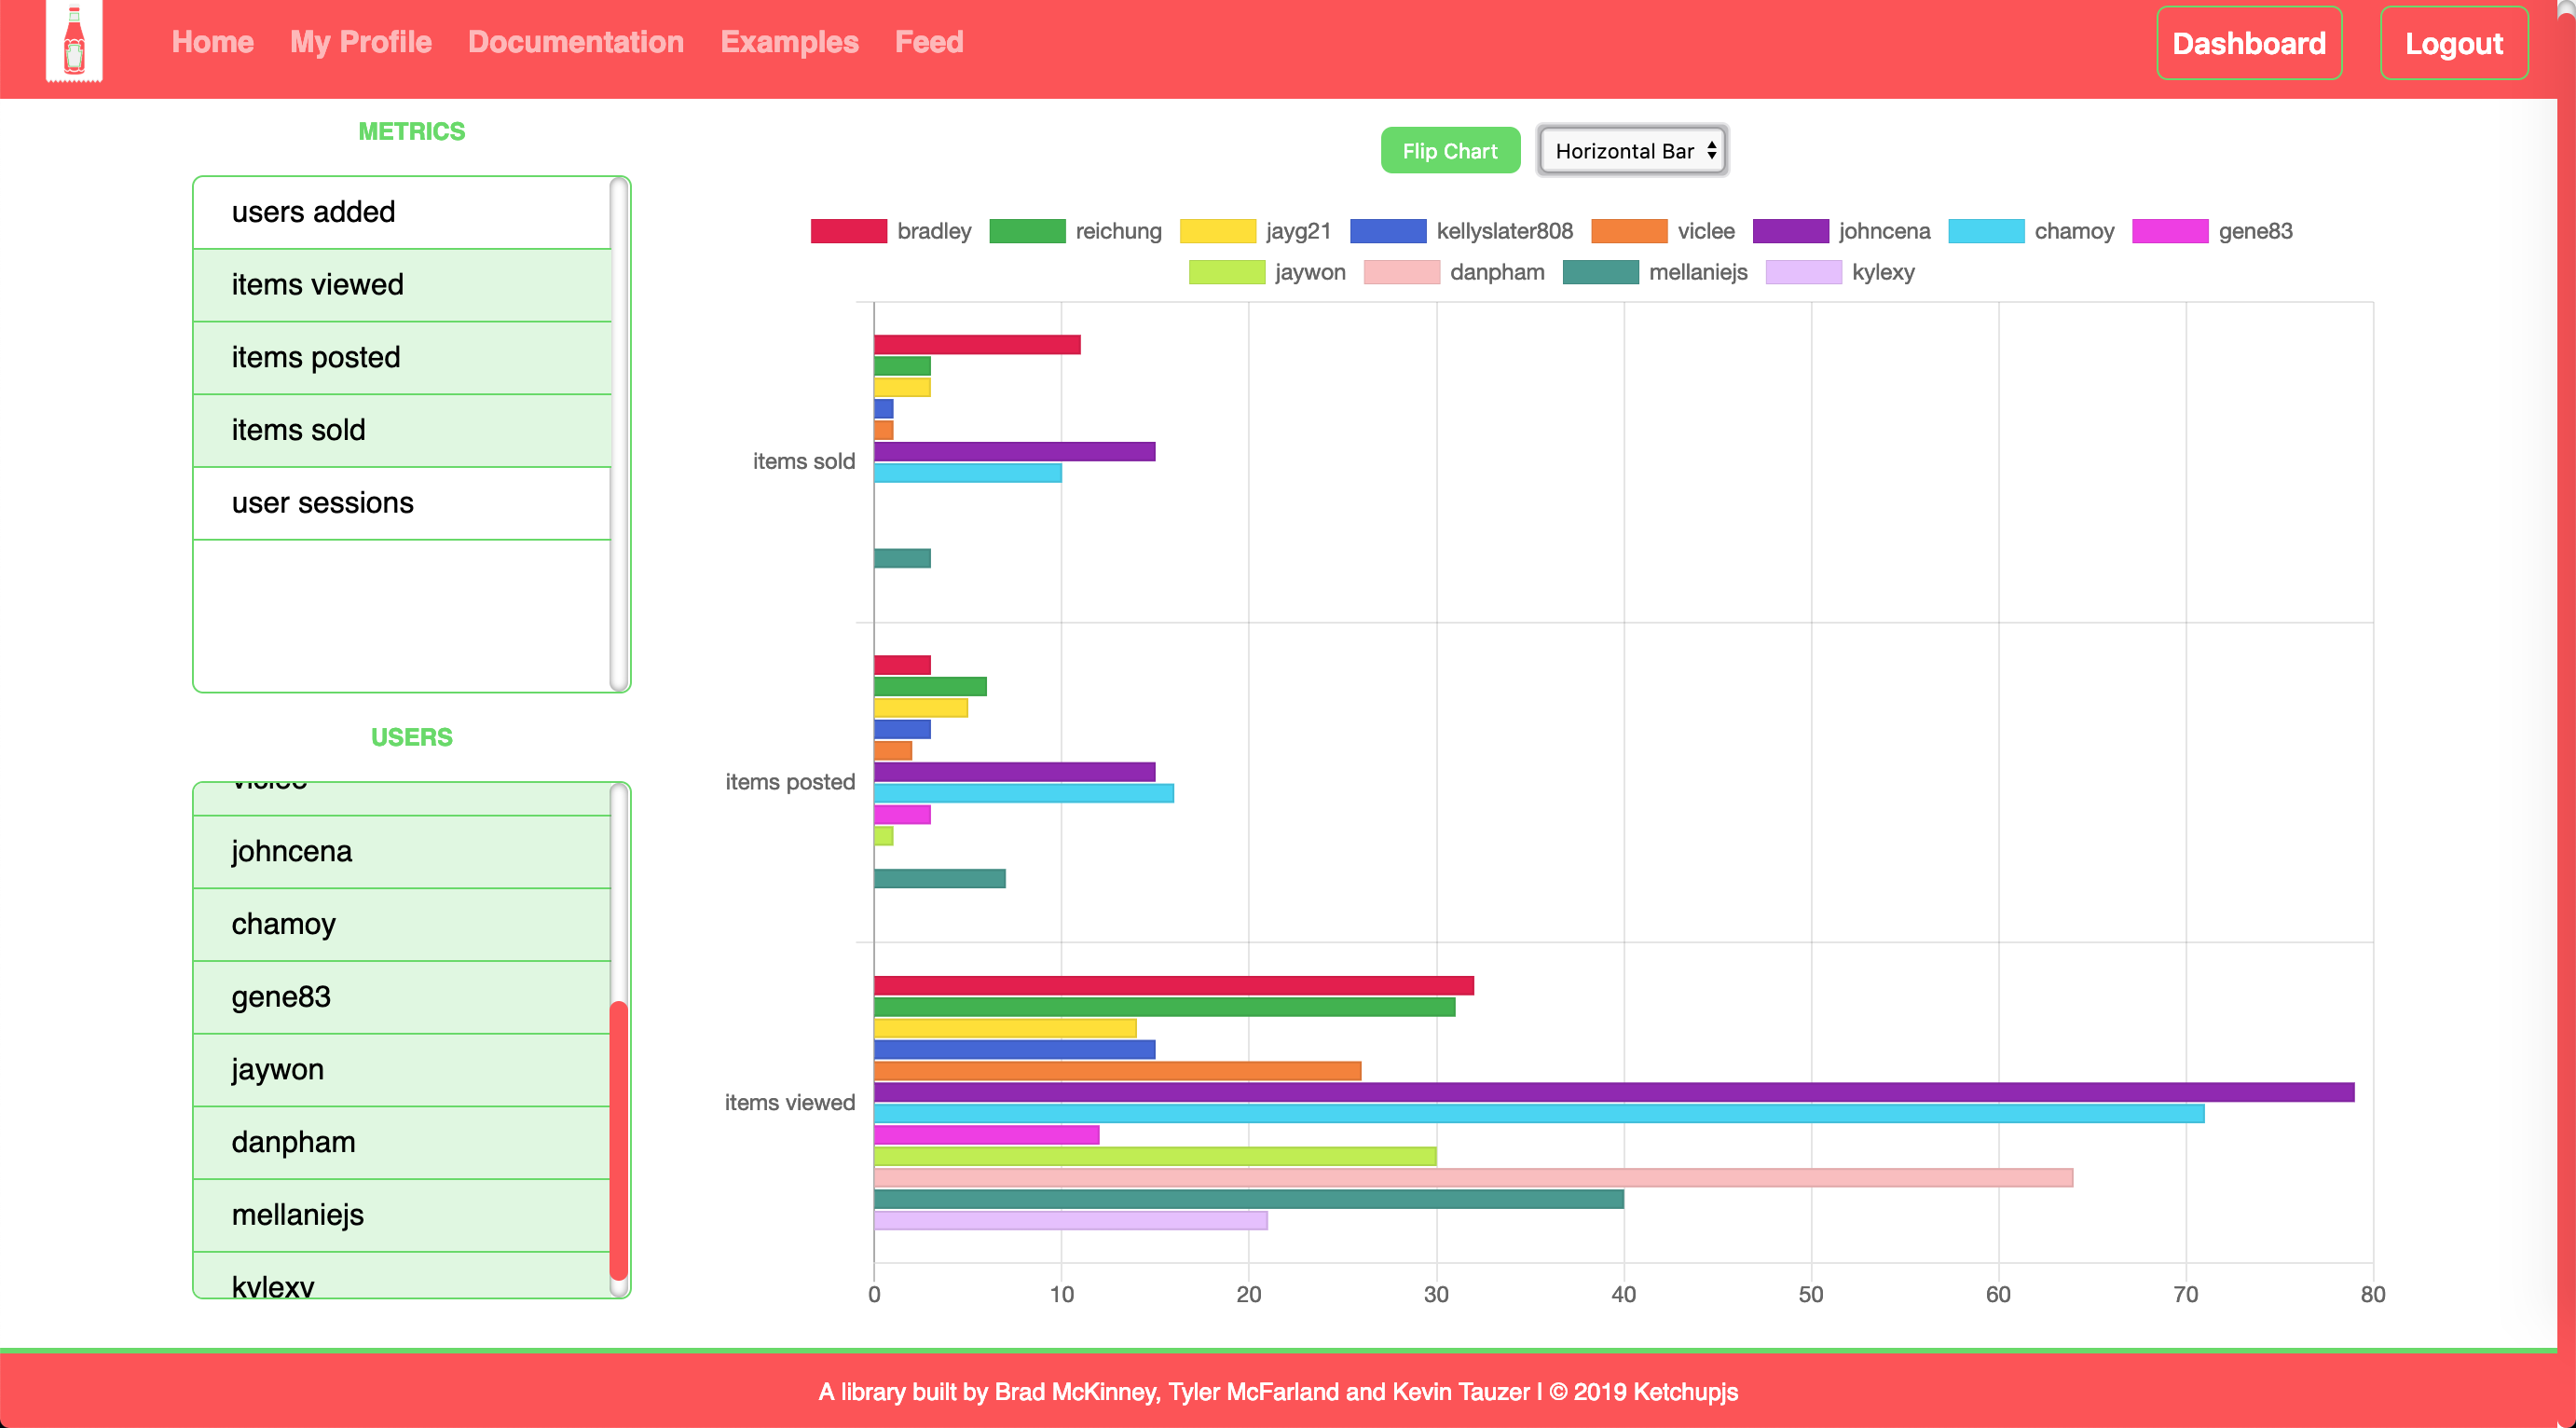 Home My Profile Documentation Examples Feed Dashboard Logout
METRICS
users added
items viewed
items posted
items sold
user sessions
USERS
viclee
johncena
chamoy
gene83
jaywon
danpham
mellaniejs
kylexy
Flip Chart Horizontal Bar
bradley reichung jayg21 kellyslater808 viclee johncena chamoy gene83
jaywon danpham mellaniejs kylexy
items sold
items posted
items viewed
0 10 20 30 40 50 60 70 80
A library built by Brad McKinney, Tyler McFarland and Kevin Tauzer I © 2019 Ketchupjs